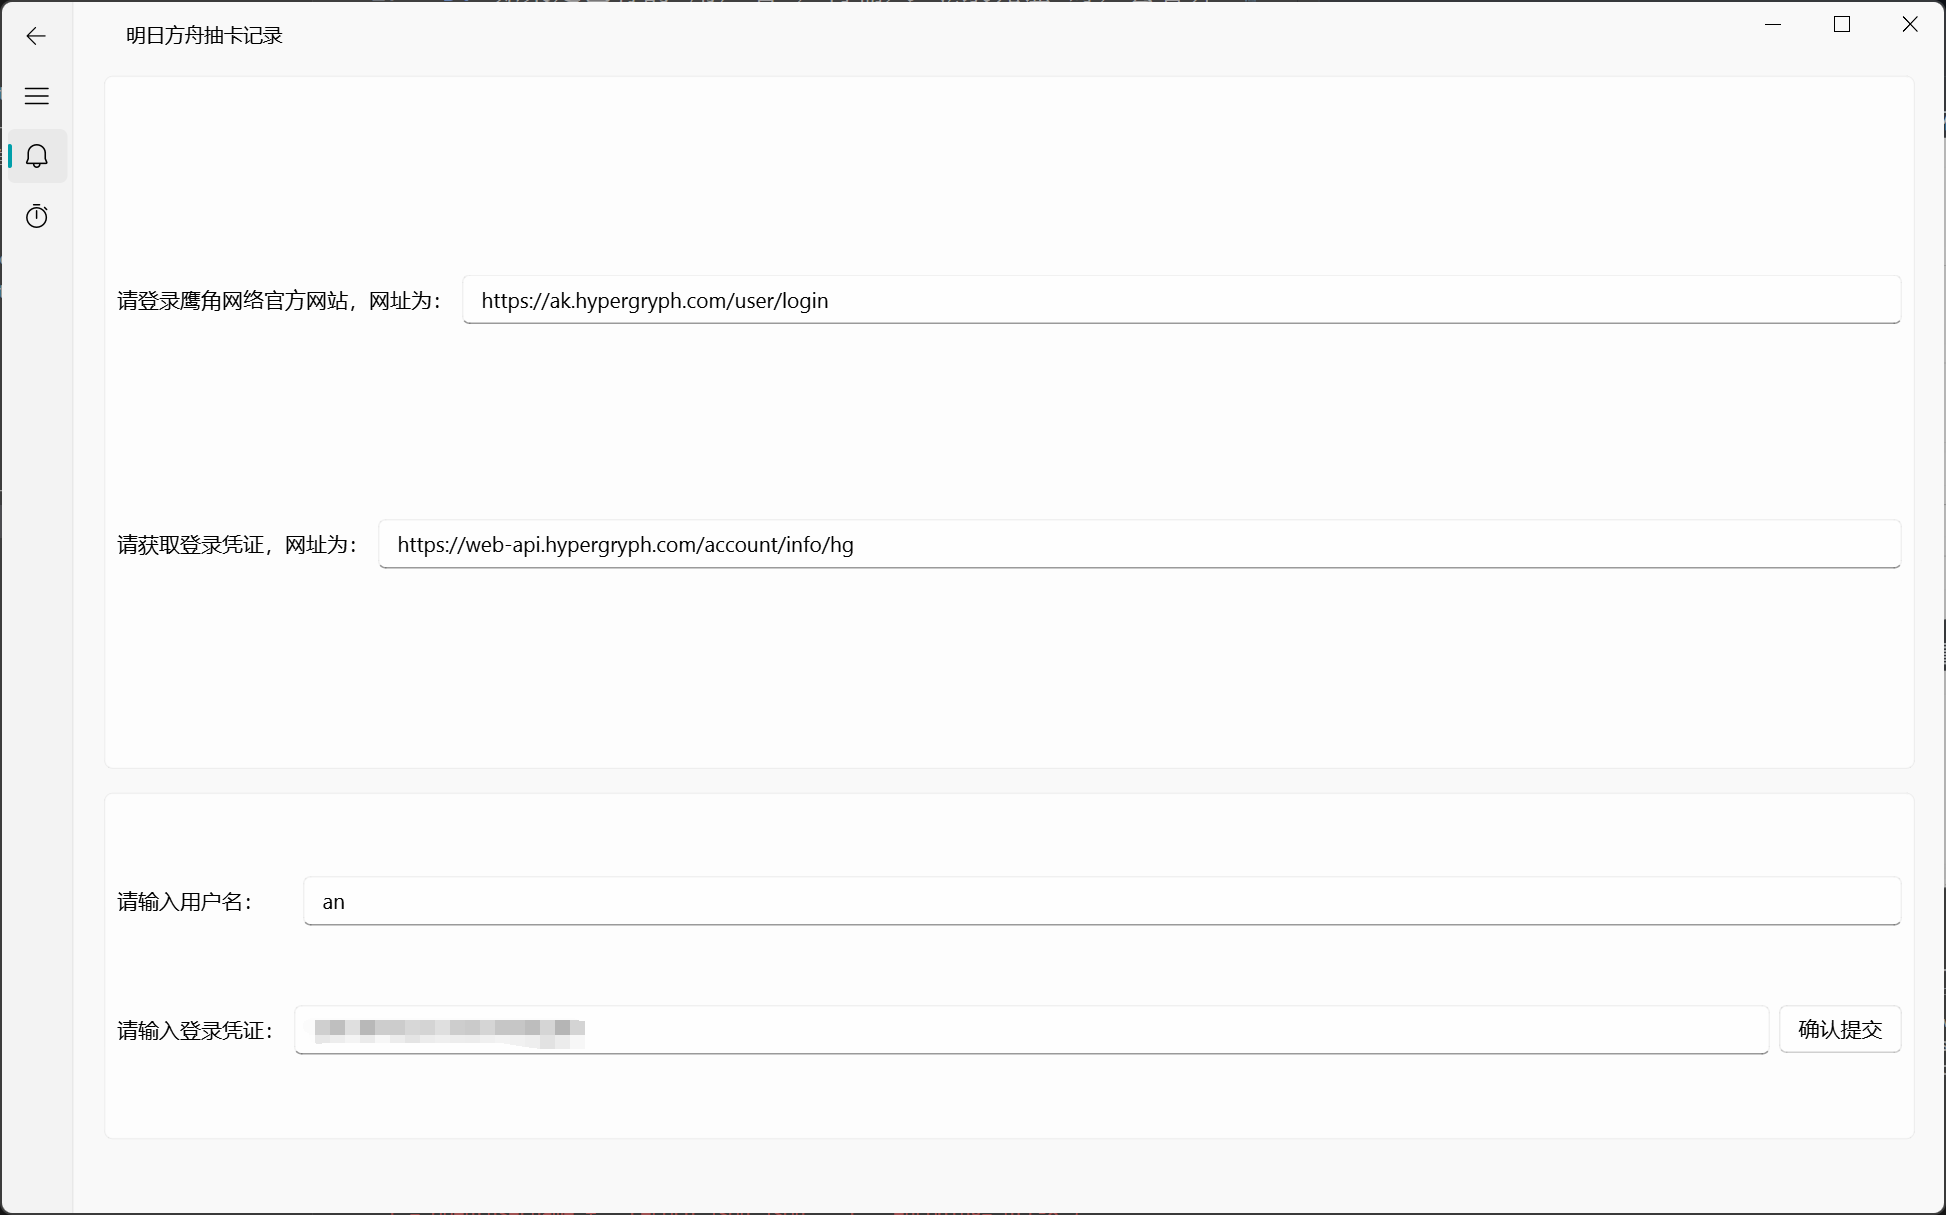 明日方舟抽卡记录
请登录鹰角网络官方网站，网址为： https://ak.hypergryph.com/user/login
请获取登录凭证，网址为： https://web-api.hypergryph.com/account/info/hg
请输入用户名： an
请输入登录凭证： 确认提交